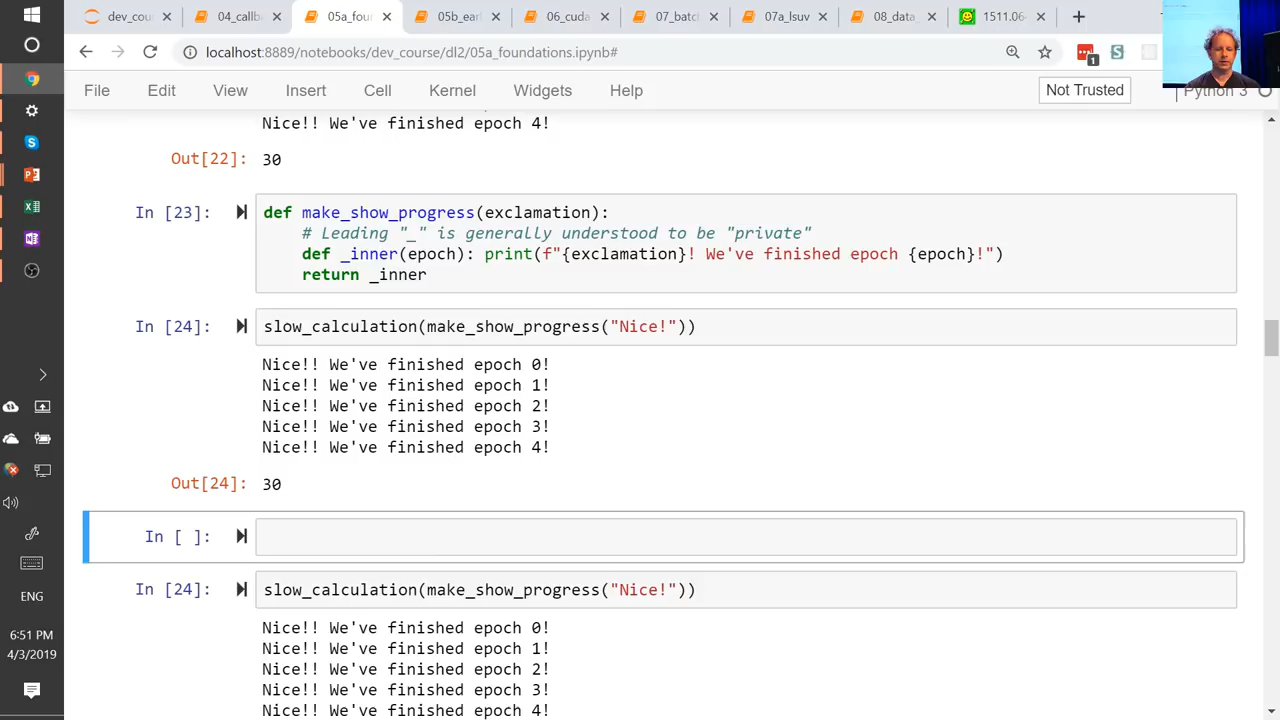 dev_cour
04_callb
05a_fou
05b_earl
06_cuda
07_batch
07a_lsuv
08_data_
1511.06
localhost:8889/notebooks/dev_course/dl2/05a_foundations.ipynb#
1
File Edit View Insert Cell Kernel Widgets Help
Not Trusted
Python 3
Nice!! We've finished epoch 4!
Out[22]: 30
In [23]: def make_show_progress(exclamation):
# Leading "_" is generally understood to be "private"
def _inner(epoch): print(f"{exclamation}! We've finished epoch {epoch}!")
return _inner
In [24]: slow_calculation(make_show_progress("Nice!"))
Nice!! We've finished epoch 0!
Nice!! We've finished epoch 1!
Nice!! We've finished epoch 2!
Nice!! We've finished epoch 3!
Nice!! We've finished epoch 4!
Out[24]: 30
In [ ]:
In [24]: slow_calculation(make_show_progress("Nice!"))
Nice!! We've finished epoch 0!
Nice!! We've finished epoch 1!
Nice!! We've finished epoch 2!
Nice!! We've finished epoch 3!
Nice!! We've finished epoch 4!
ENG
6:51 PM
4/3/2019